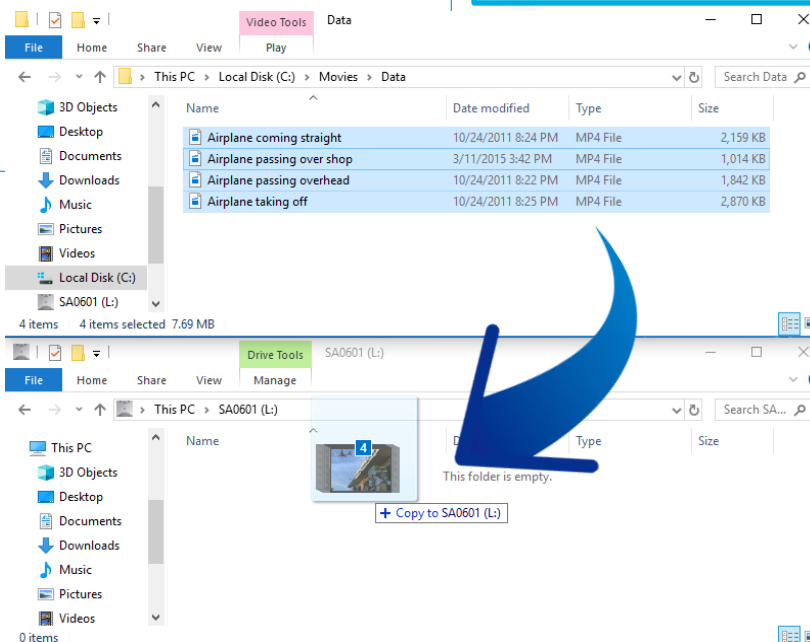 Video Tools Data
File Home Share View Play
This PC > Local Disk (C:) > Movies > Data Search Data
3D Objects
Desktop
Documents
Downloads
Music
Pictures
Videos
Local Disk (C:)
SA0601 (L:)
Name Date modified Type Size
Airplane coming straight 10/24/2011 8:24 PM MP4 File 2,159 KB
Airplane passing over shop 3/11/2015 3:42 PM MP4 File 1,014 KB
Airplane passing overhead 10/24/2011 8:22 PM MP4 File 1,842 KB
Airplane taking off 10/24/2011 8:25 PM MP4 File 2,870 KB
4 items 4 items selected 7.69 MB
Drive Tools SA0601 (L:)
File Home Share View Manage
This PC > SA0601 (L:) Search SA...
This PC
3D Objects
Desktop
Documents
Downloads
Music
Pictures
Videos
Name Type Size
4
This folder is empty.
+ Copy to SA0601 (L:)
0 items